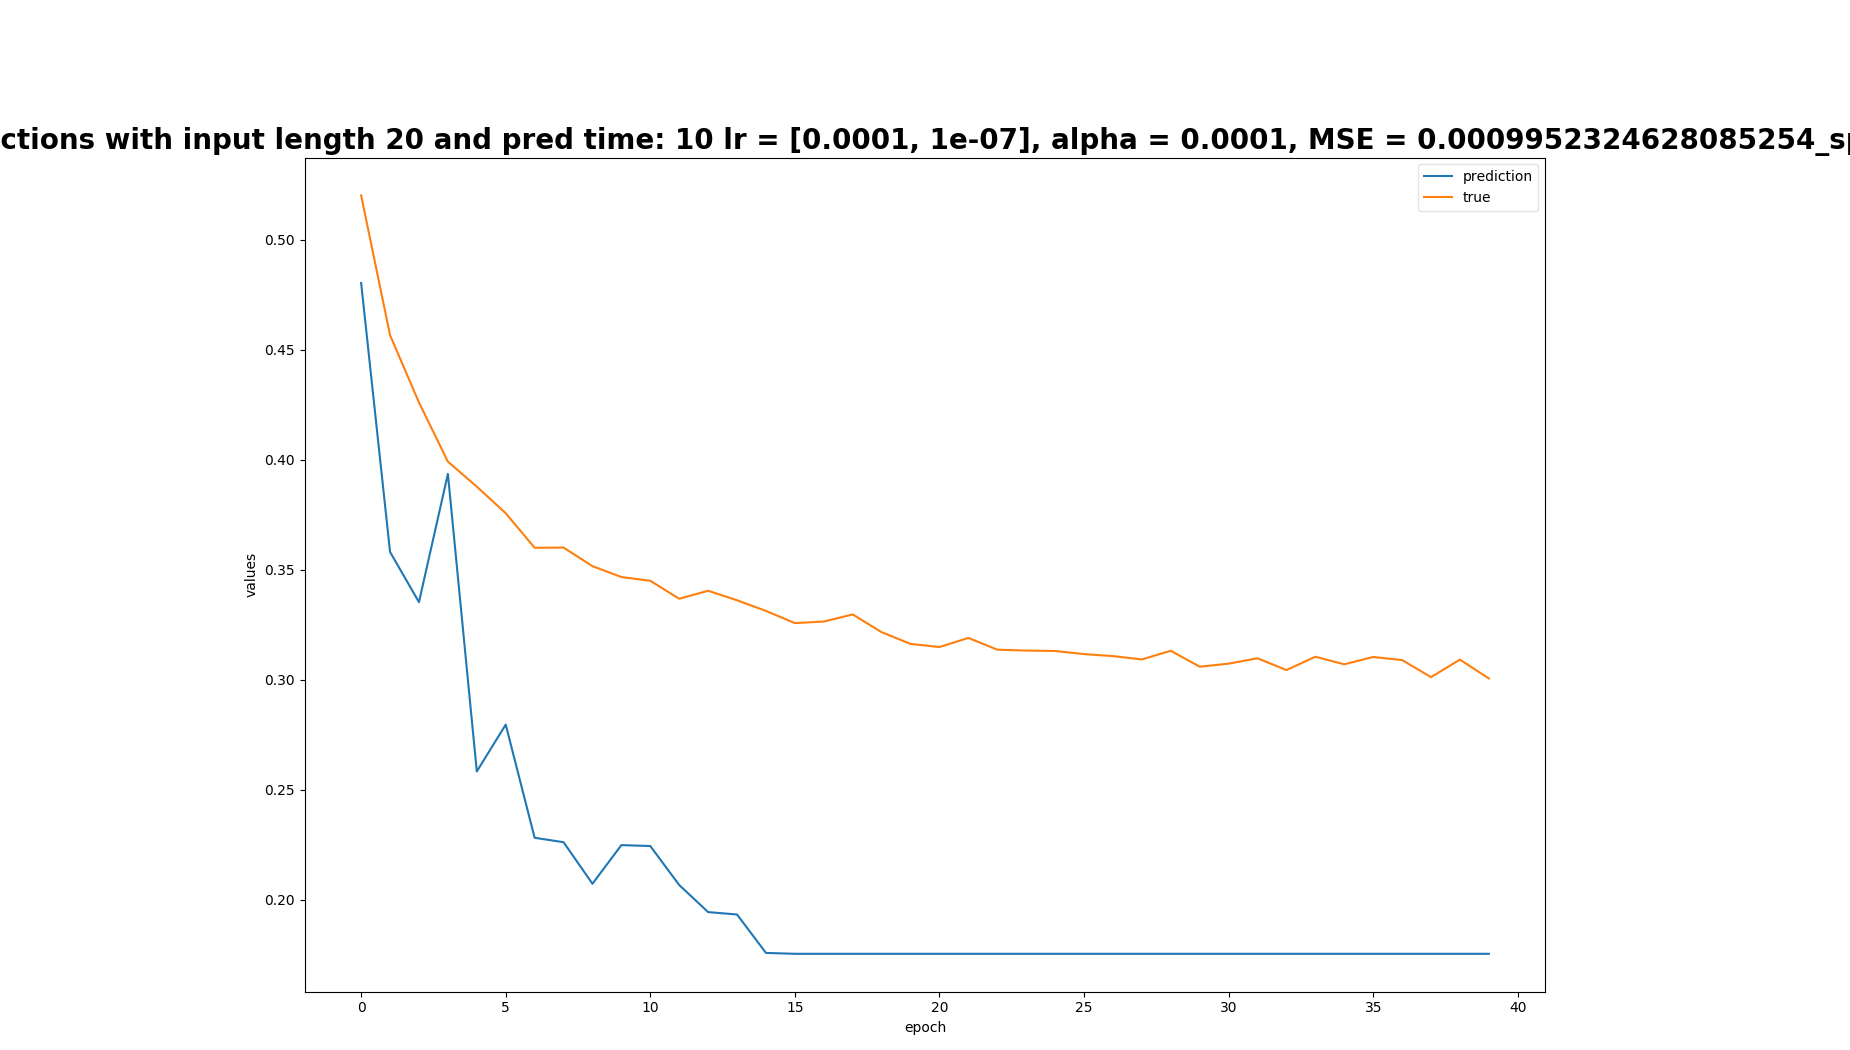 ctions with input length 20 and pred time: 10 lr = [0.0001, 1e-07], alpha = 0.0001, MSE = 0.0009952324628085254_sp
prediction
true
0.50
0.45
0.40
0.35
0.30
0.25
0.20
values
0 5 10 15 20 25 30 35 40
epoch